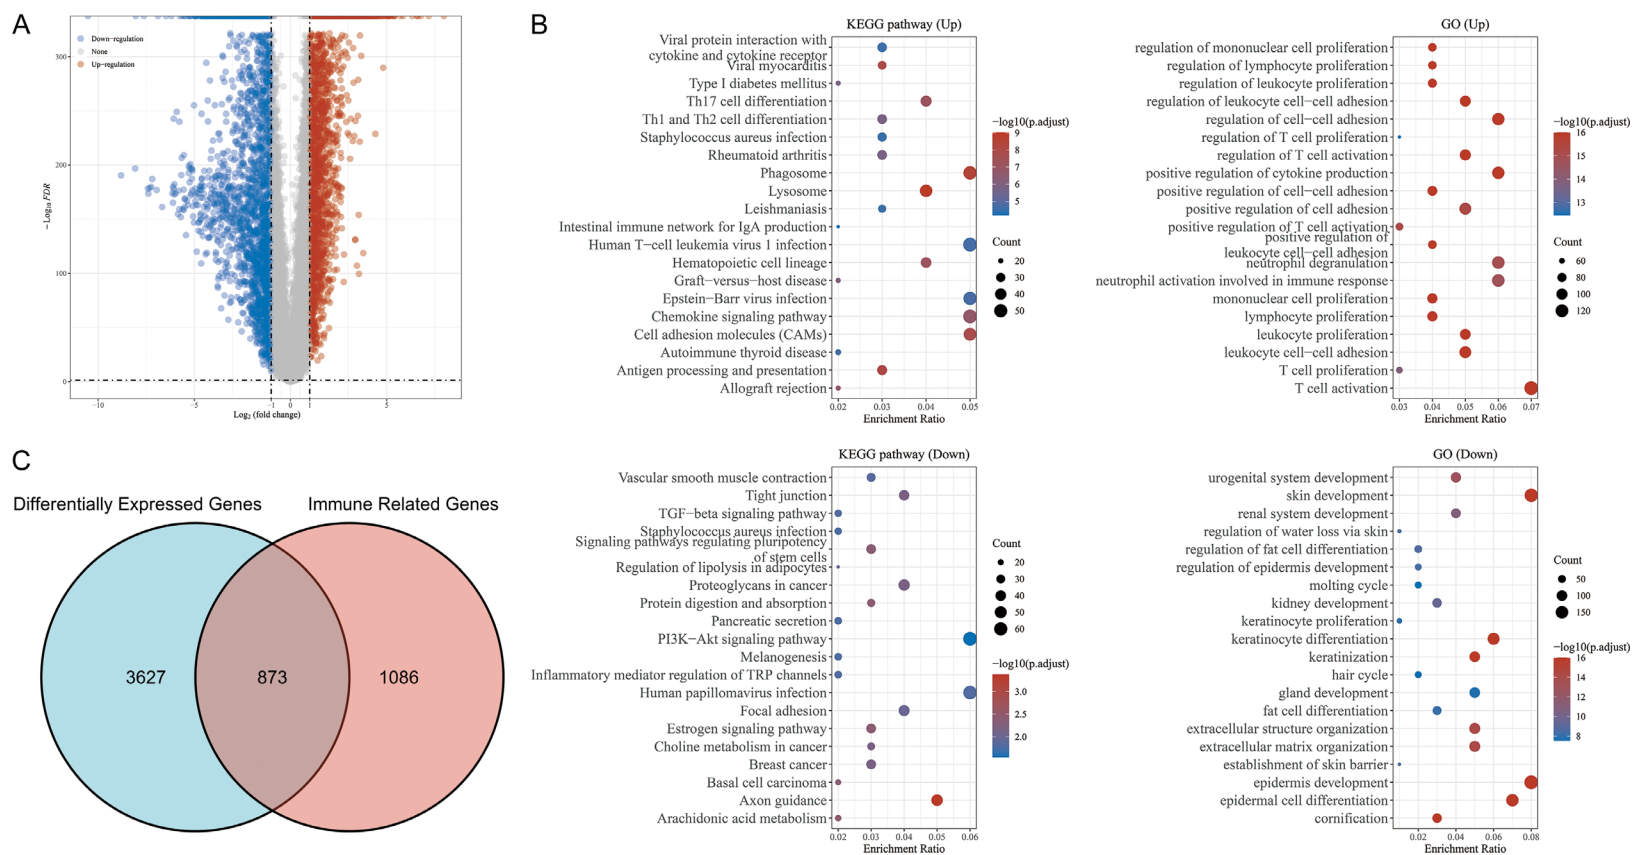 A
Down−regulation
None
Up−regulation
300
200
100
0
−Log₁₀ FDR
−10
−5
−1
0
1
5
Log₂ (fold change)
B
KEGG pathway (Up)
Viral protein interaction with
cytokine and cytokine receptor
Viral myocarditis
Type I diabetes mellitus
Th17 cell differentiation
Th1 and Th2 cell differentiation
Staphylococcus aureus infection
Rheumatoid arthritis
Phagosome
Lysosome
Leishmaniasis
Intestinal immune network for IgA production
Human T−cell leukemia virus 1 infection
Hematopoietic cell lineage
Graft−versus−host disease
Epstein−Barr virus infection
Chemokine signaling pathway
Cell adhesion molecules (CAMs)
Autoimmune thyroid disease
Antigen processing and presentation
Allograft rejection
0.02
0.03
0.04
0.05
Enrichment Ratio
−log10(p.adjust)
9
8
7
6
5
Count
20
30
40
50
GO (Up)
regulation of mononuclear cell proliferation
regulation of lymphocyte proliferation
regulation of leukocyte proliferation
regulation of leukocyte cell−cell adhesion
regulation of cell−cell adhesion
regulation of T cell proliferation
regulation of T cell activation
positive regulation of cytokine production
positive regulation of cell−cell adhesion
positive regulation of cell adhesion
positive regulation of T cell activation
positive regulation of
leukocyte cell−cell adhesion
neutrophil degranulation
neutrophil activation involved in immune response
mononuclear cell proliferation
lymphocyte proliferation
leukocyte proliferation
leukocyte cell−cell adhesion
T cell proliferation
T cell activation
0.03
0.04
0.05
0.06
0.07
Enrichment Ratio
−log10(p.adjust)
16
15
14
13
Count
60
80
100
120
C
Differentially Expressed Genes
Immune Related Genes
3627
873
1086
KEGG pathway (Down)
Vascular smooth muscle contraction
Tight junction
TGF−beta signaling pathway
Staphylococcus aureus infection
Signaling pathways regulating pluripotency
of stem cells
Regulation of lipolysis in adipocytes
Proteoglycans in cancer
Protein digestion and absorption
Pancreatic secretion
PI3K−Akt signaling pathway
Melanogenesis
Inflammatory mediator regulation of TRP channels
Human papillomavirus infection
Focal adhesion
Estrogen signaling pathway
Choline metabolism in cancer
Breast cancer
Basal cell carcinoma
Axon guidance
Arachidonic acid metabolism
0.02
0.03
0.04
0.05
0.06
Enrichment Ratio
Count
20
30
40
50
60
−log10(p.adjust)
3.0
2.5
2.0
GO (Down)
urogenital system development
skin development
renal system development
regulation of water loss via skin
regulation of fat cell differentiation
regulation of epidermis development
molting cycle
kidney development
keratinocyte proliferation
keratinocyte differentiation
keratinization
hair cycle
gland development
fat cell differentiation
extracellular structure organization
extracellular matrix organization
establishment of skin barrier
epidermis development
epidermal cell differentiation
cornification
0.02
0.04
0.06
0.08
Enrichment Ratio
Count
50
100
150
−log10(p.adjust)
16
14
12
10
8